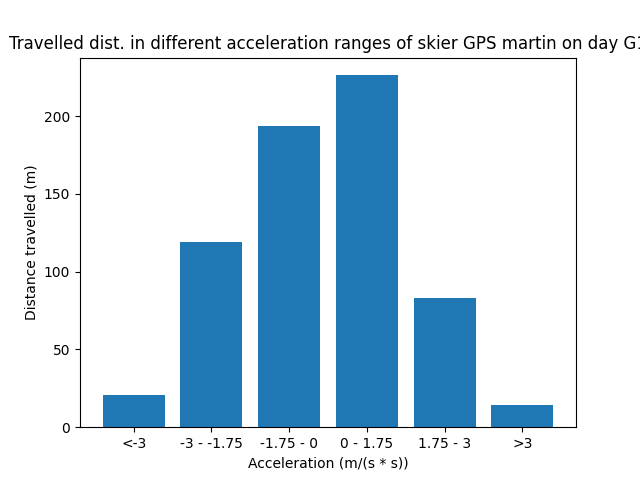 Travelled dist. in different acceleration ranges of skier GPS martin on day G1
200
150
100
50
0
Distance travelled (m)
<-3 -3 - -1.75 -1.75 - 0 0 - 1.75 1.75 - 3 >3
Acceleration (m/(s * s))